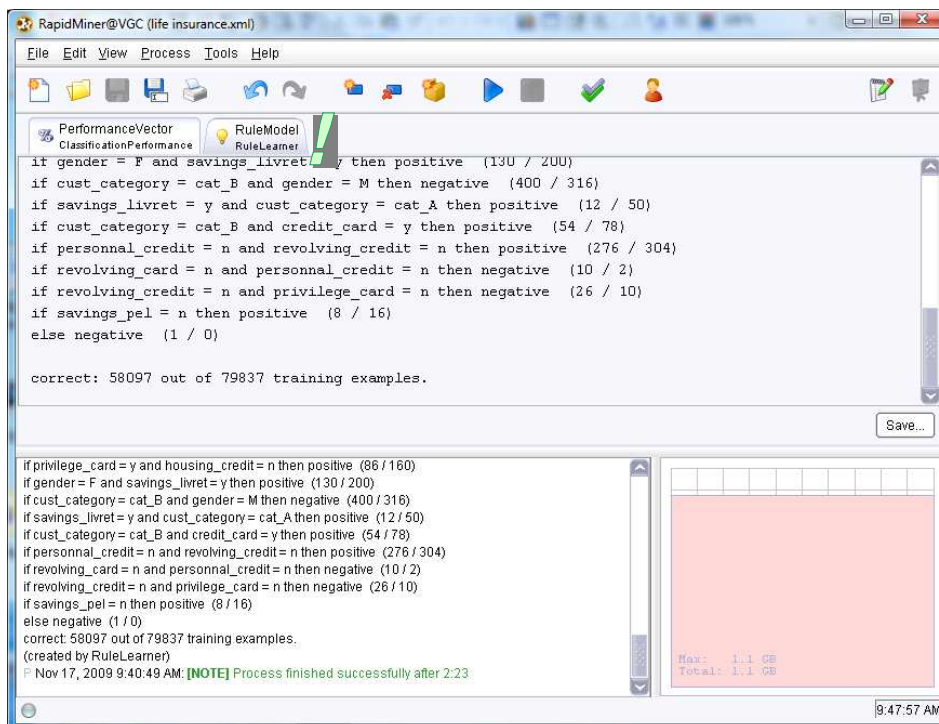 RapidMiner@VGC (life insurance.xml)
File Edit View Process Tools Help
PerformanceVector
ClassificationPerformance
RuleModel
RuleLearner
!
if gender = F and savings_livret = y then positive (130 / 200)
if cust_category = cat_B and gender = M then negative (400 / 316)
if savings_livret = y and cust_category = cat_A then positive (12 / 50)
if cust_category = cat_B and credit_card = y then positive (54 / 78)
if personnal_credit = n and revolving_credit = n then positive (276 / 304)
if revolving_card = n and personnal_credit = n then negative (10 / 2)
if revolving_credit = n and privilege_card = n then negative (26 / 10)
if savings_pel = n then positive (8 / 16)
else negative (1 / 0)
correct: 58097 out of 79837 training examples.
Save...
if privilege_card = y and housing_credit = n then positive (86 / 160)
if gender = F and savings_livret = y then positive (130 / 200)
if cust_category = cat_B and gender = M then negative (400 / 316)
if savings_livret = y and cust_category = cat_A then positive (12 / 50)
if cust_category = cat_B and credit_card = y then positive (54 / 78)
if personnal_credit = n and revolving_credit = n then positive (276 / 304)
if revolving_card = n and personnal_credit = n then negative (10 / 2)
if revolving_credit = n and privilege_card = n then negative (26 / 10)
if savings_pel = n then positive (8 / 16)
else negative (1 / 0)
correct: 58097 out of 79837 training examples.
(created by RuleLearner)
P Nov 17, 2009 9:40:49 AM: [NOTE] Process finished successfully after 2:23
Max: 1.1 GB
Total: 1.1 GB
9:47:57 AM